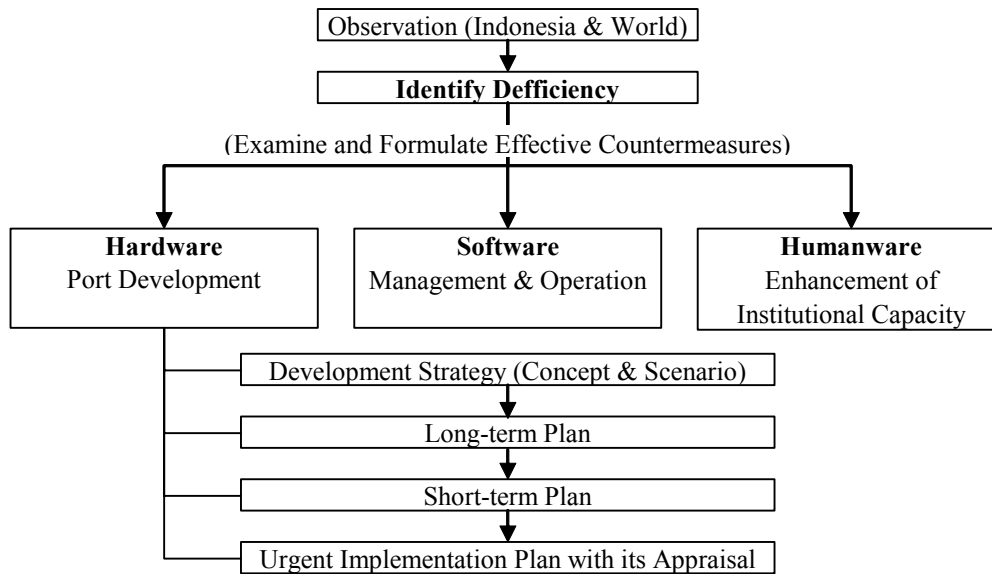 Observation (Indonesia & World)
Identify Defficiency
(Examine and Formulate Effective Countermeasures)
Hardware
Port Development
Software
Management & Operation
Humanware
Enhancement of
Institutional Capacity
Development Strategy (Concept & Scenario)
Long-term Plan
Short-term Plan
Urgent Implementation Plan with its Appraisal